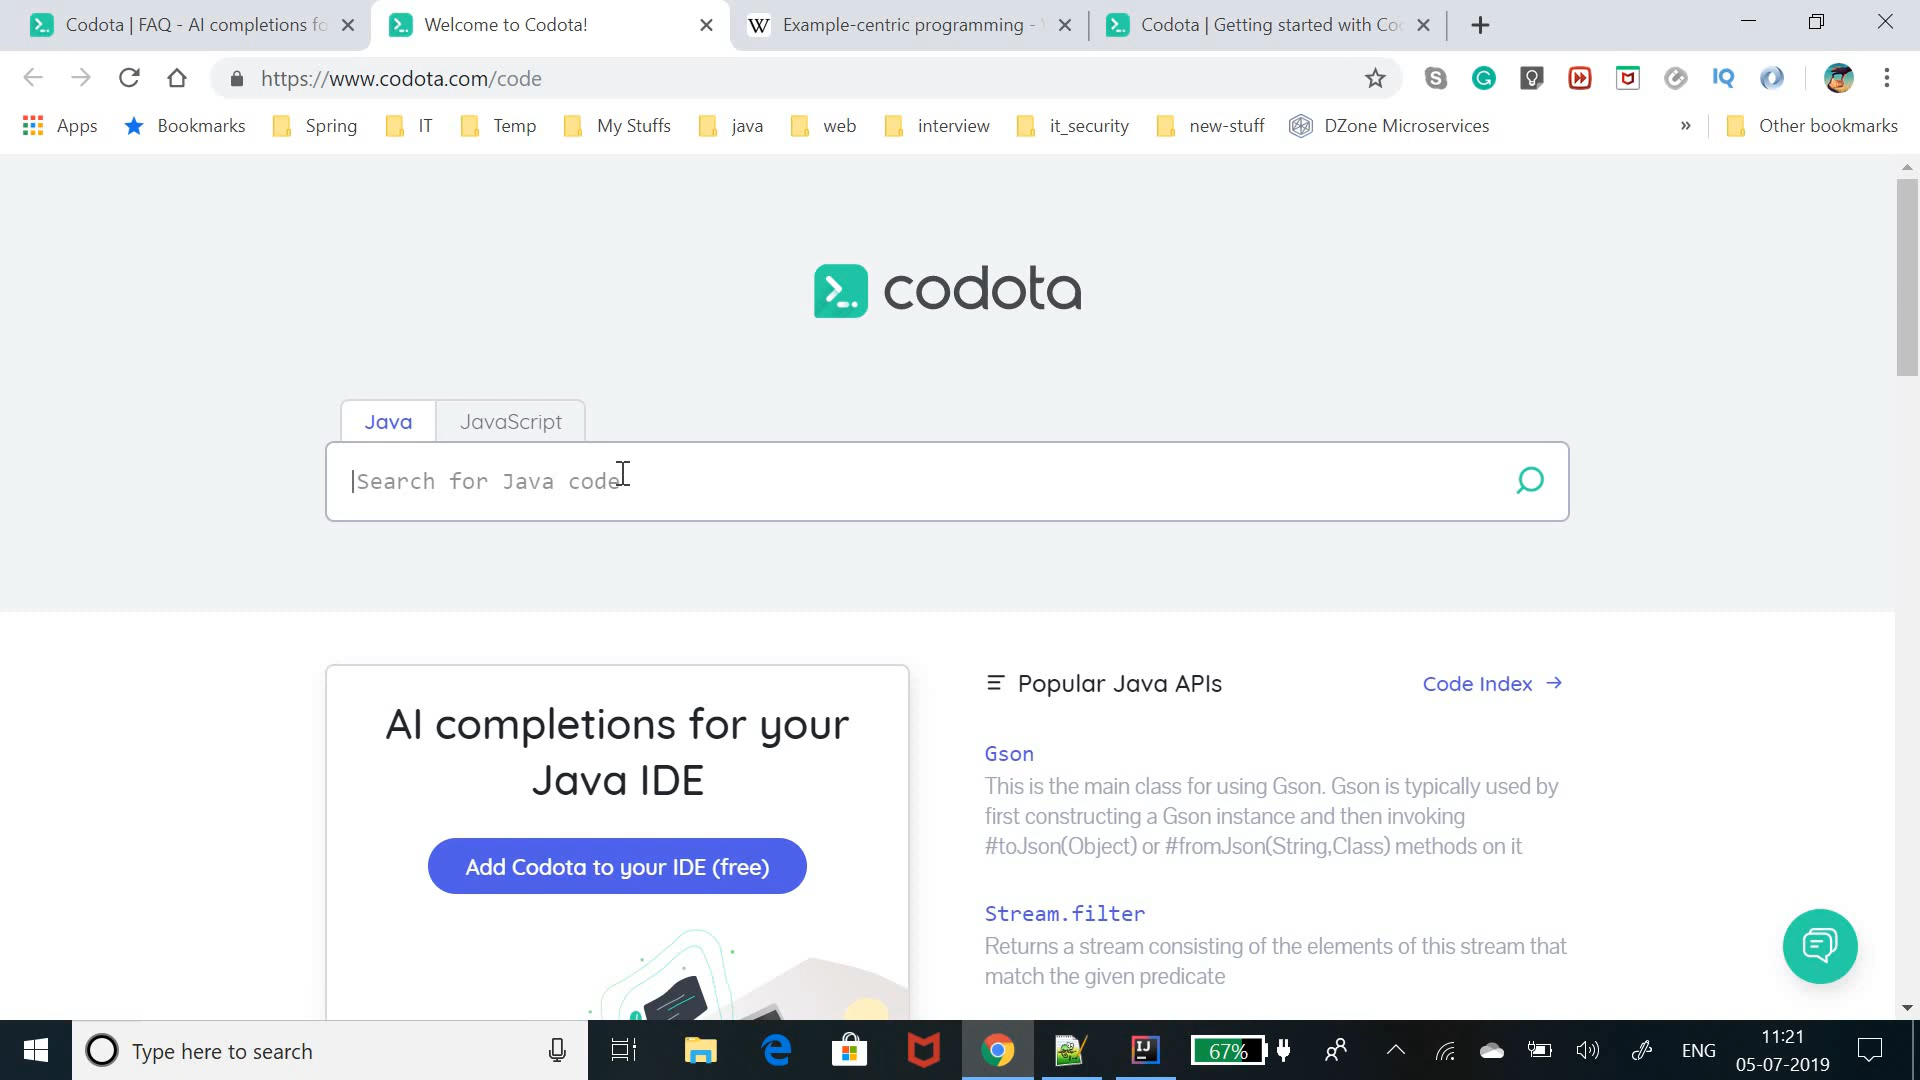 Codota | FAQ - AI completions fo
Welcome to Codota!
W
Example-centric programming -
Codota | Getting started with Co
https://www.codota.com/code
IQ
Apps
Bookmarks
Spring
IT
Temp
My Stuffs
java
web
interview
it_security
new-stuff
DZone Microservices
»
Other bookmarks
codota
Java
JavaScript
Search for Java code
AI completions for your
Java IDE
Add Codota to your IDE (free)
Popular Java APIs
Code Index →
Gson
This is the main class for using Gson. Gson is typically used by
first constructing a Gson instance and then invoking
#toJson(Object) or #fromJson(String,Class) methods on it
Stream.filter
Returns a stream consisting of the elements of this stream that
match the given predicate
Type here to search
IJ
67%
ENG
11:21
05-07-2019